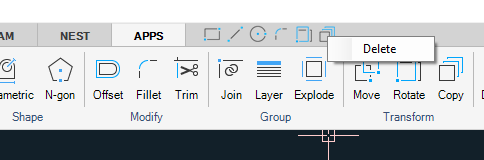 AM NEST APPS
Delete
ametric N-gon Offset Fillet Trim Join Layer Explode Move Rotate Copy
Shape Modify Group Transform